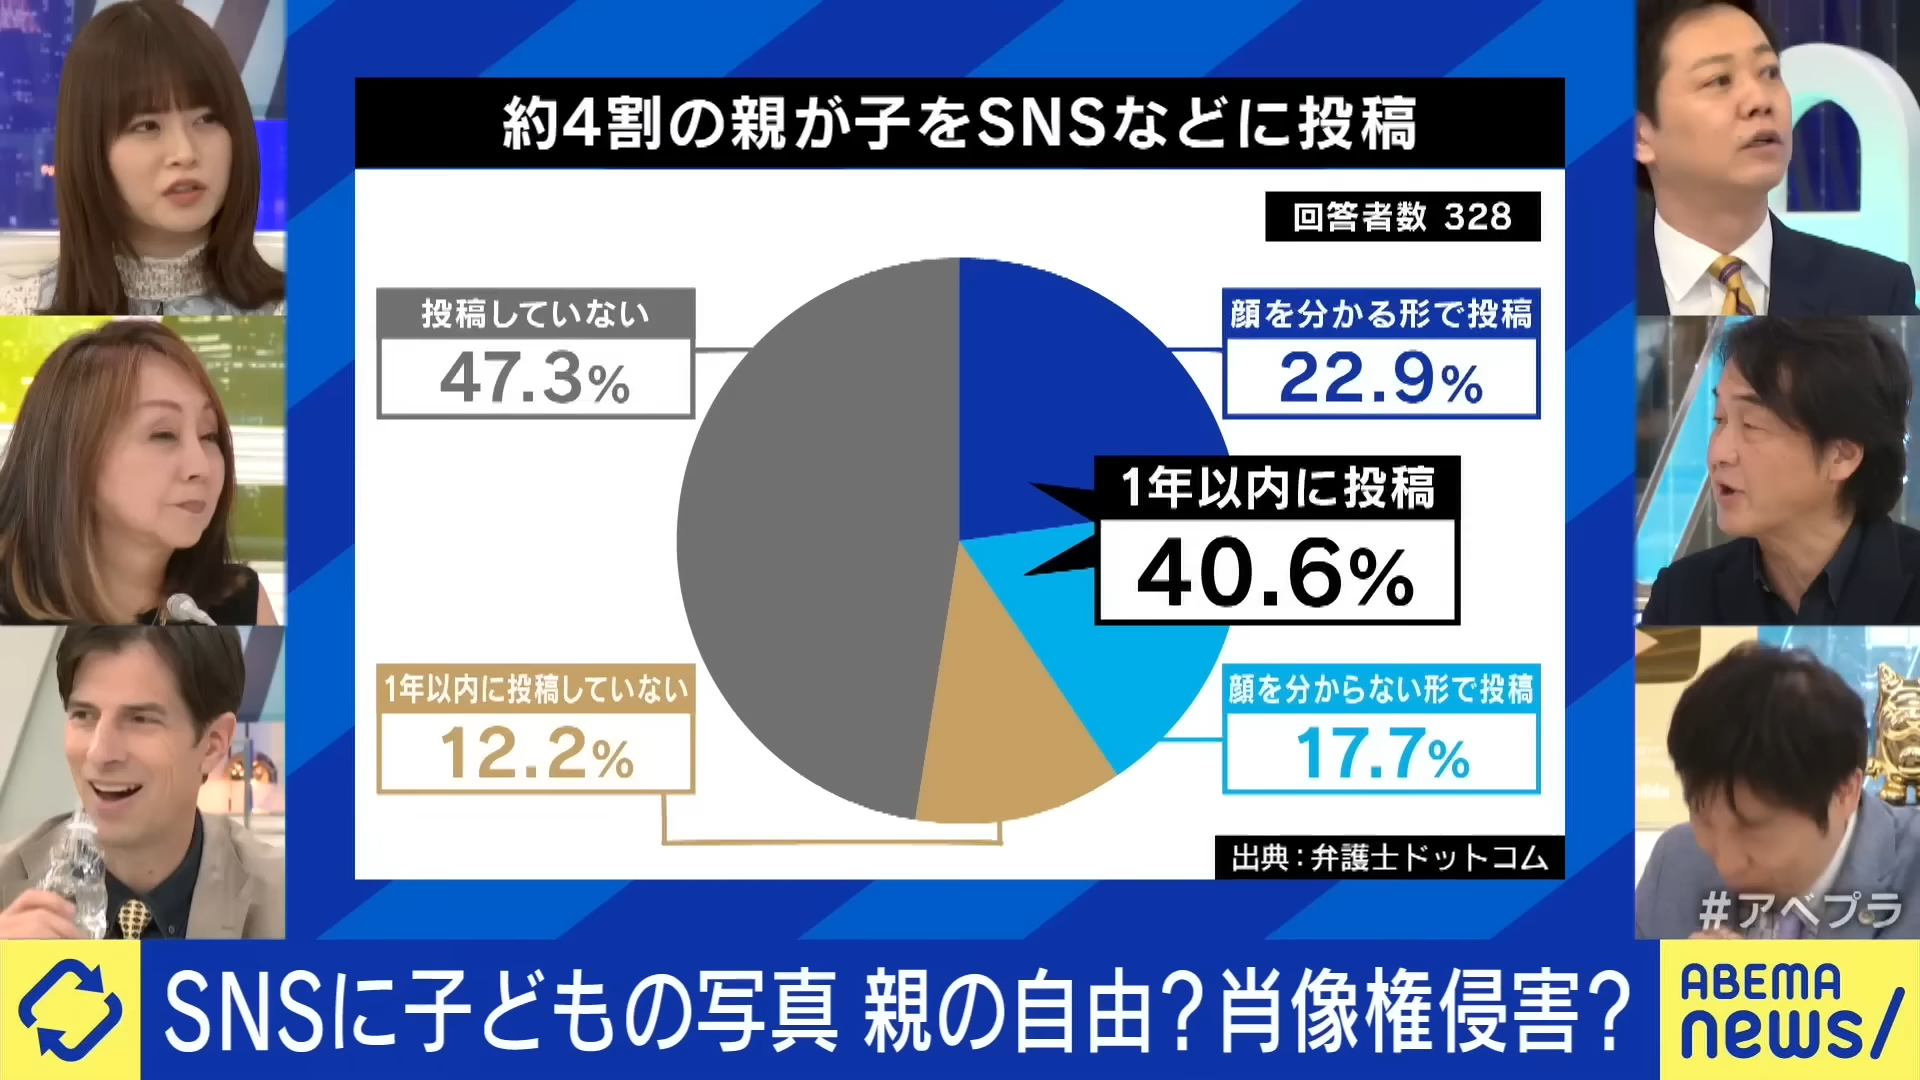 約4割の親が子をSNSなどに投稿
回答者数 328
投稿していない
47.3%
顔を分かる形で投稿
22.9%
1年以内に投稿
40.6%
1年以内に投稿していない
12.2%
顔を分からない形で投稿
17.7%
出典：弁護士ドットコム
#アベプラ
SNSに子どもの写真 親の自由？肖像権侵害？
ABEMA
news/